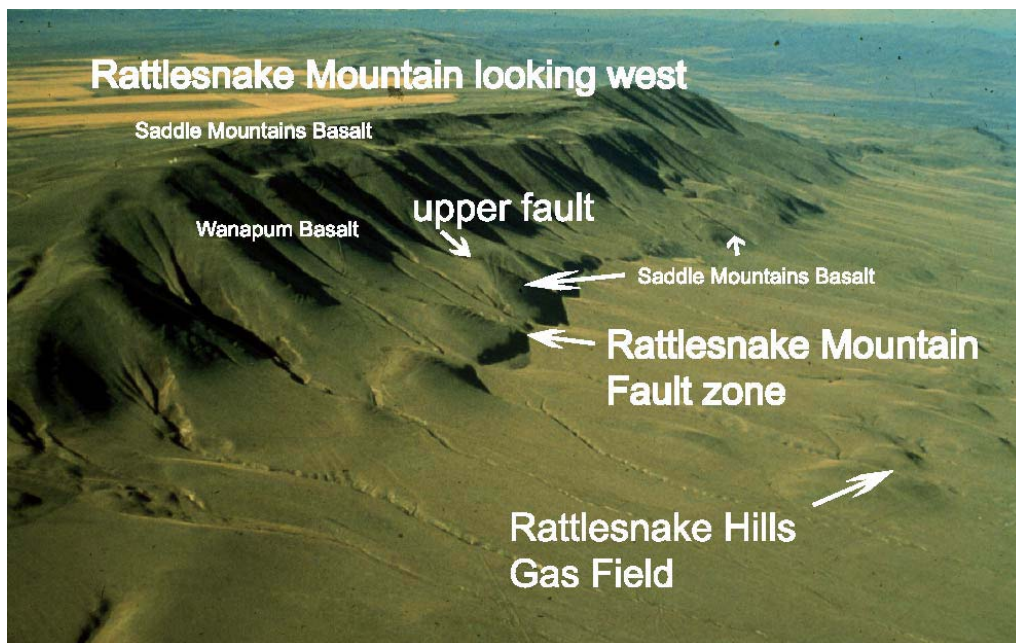 Rattlesnake Mountain looking west
Saddle Mountains Basalt
upper fault
Wanapum Basalt
Saddle Mountains Basalt
Rattlesnake Mountain
Fault zone
Rattlesnake Hills
Gas Field